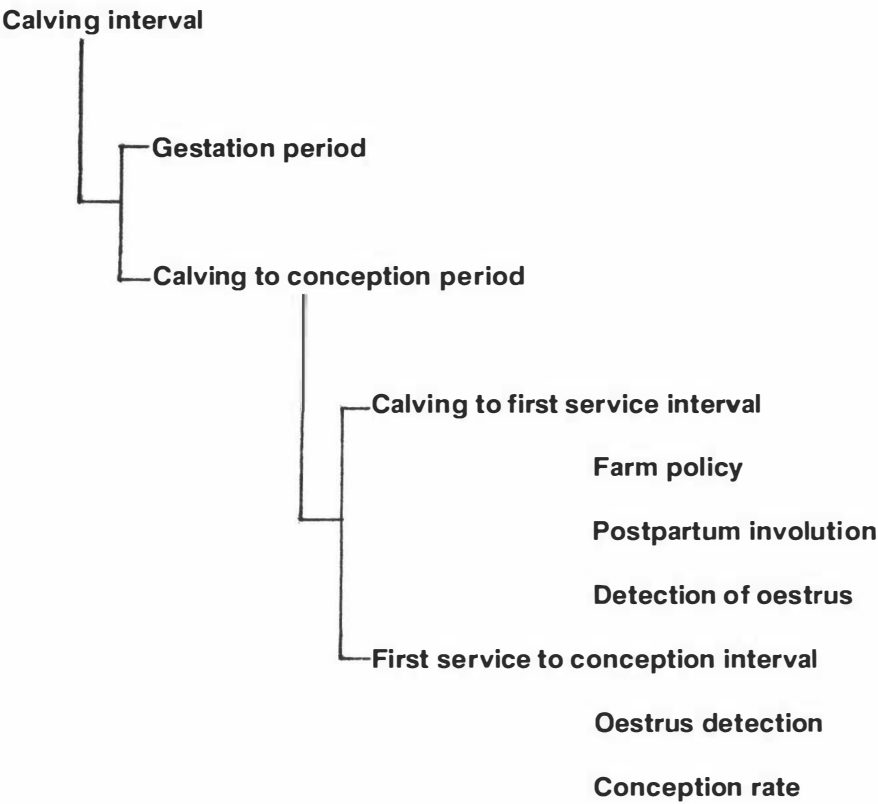 Calving interval
Gestation period
Calving to conception period
Calving to first service interval
Farm policy
Postpartum involution
Detection of oestrus
First service to conception interval
Oestrus detection
Conception rate